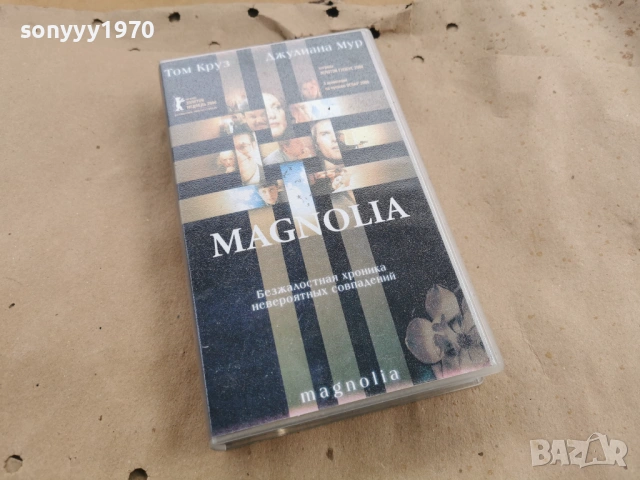 sonyyy1970
Том Круз
Джулиана Мур
MAGNOLIA
Безжалостная хроника
невероятных совпадений
magnolia
BAZAR